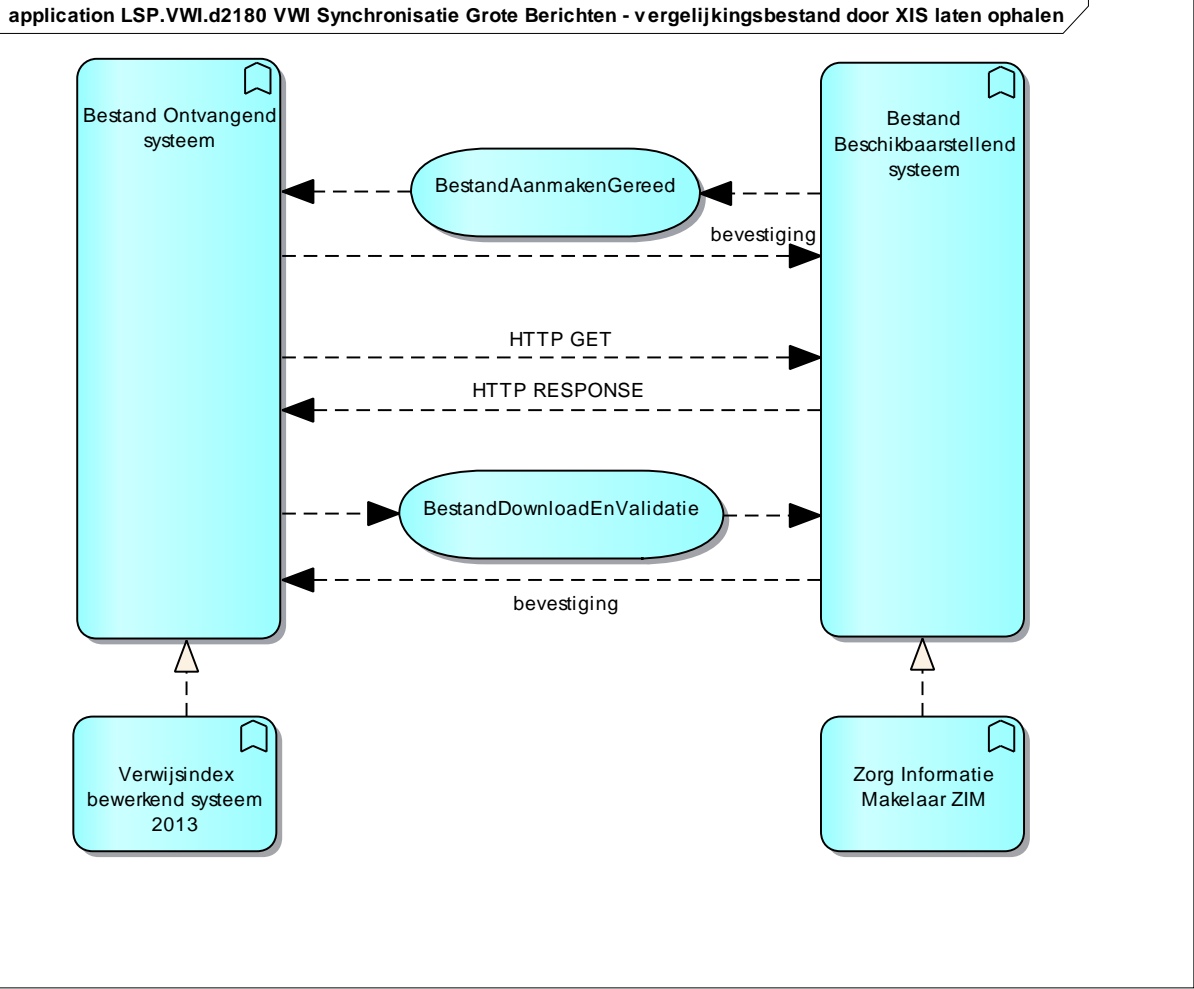 application LSP.VWI.d2180 VWI Synchronisatie Grote Berichten - vergelijkingsbestand door XIS laten ophalen
Bestand Ontvangend
systeem
Bestand
Beschikbaarstellend
systeem
BestandAanmakenGereed
bevestiging
HTTP GET
HTTP RESPONSE
BestandDownloadEnValidatie
bevestiging
Verwijsindex
bewerkend systeem
2013
Zorg Informatie
Makelaar ZIM